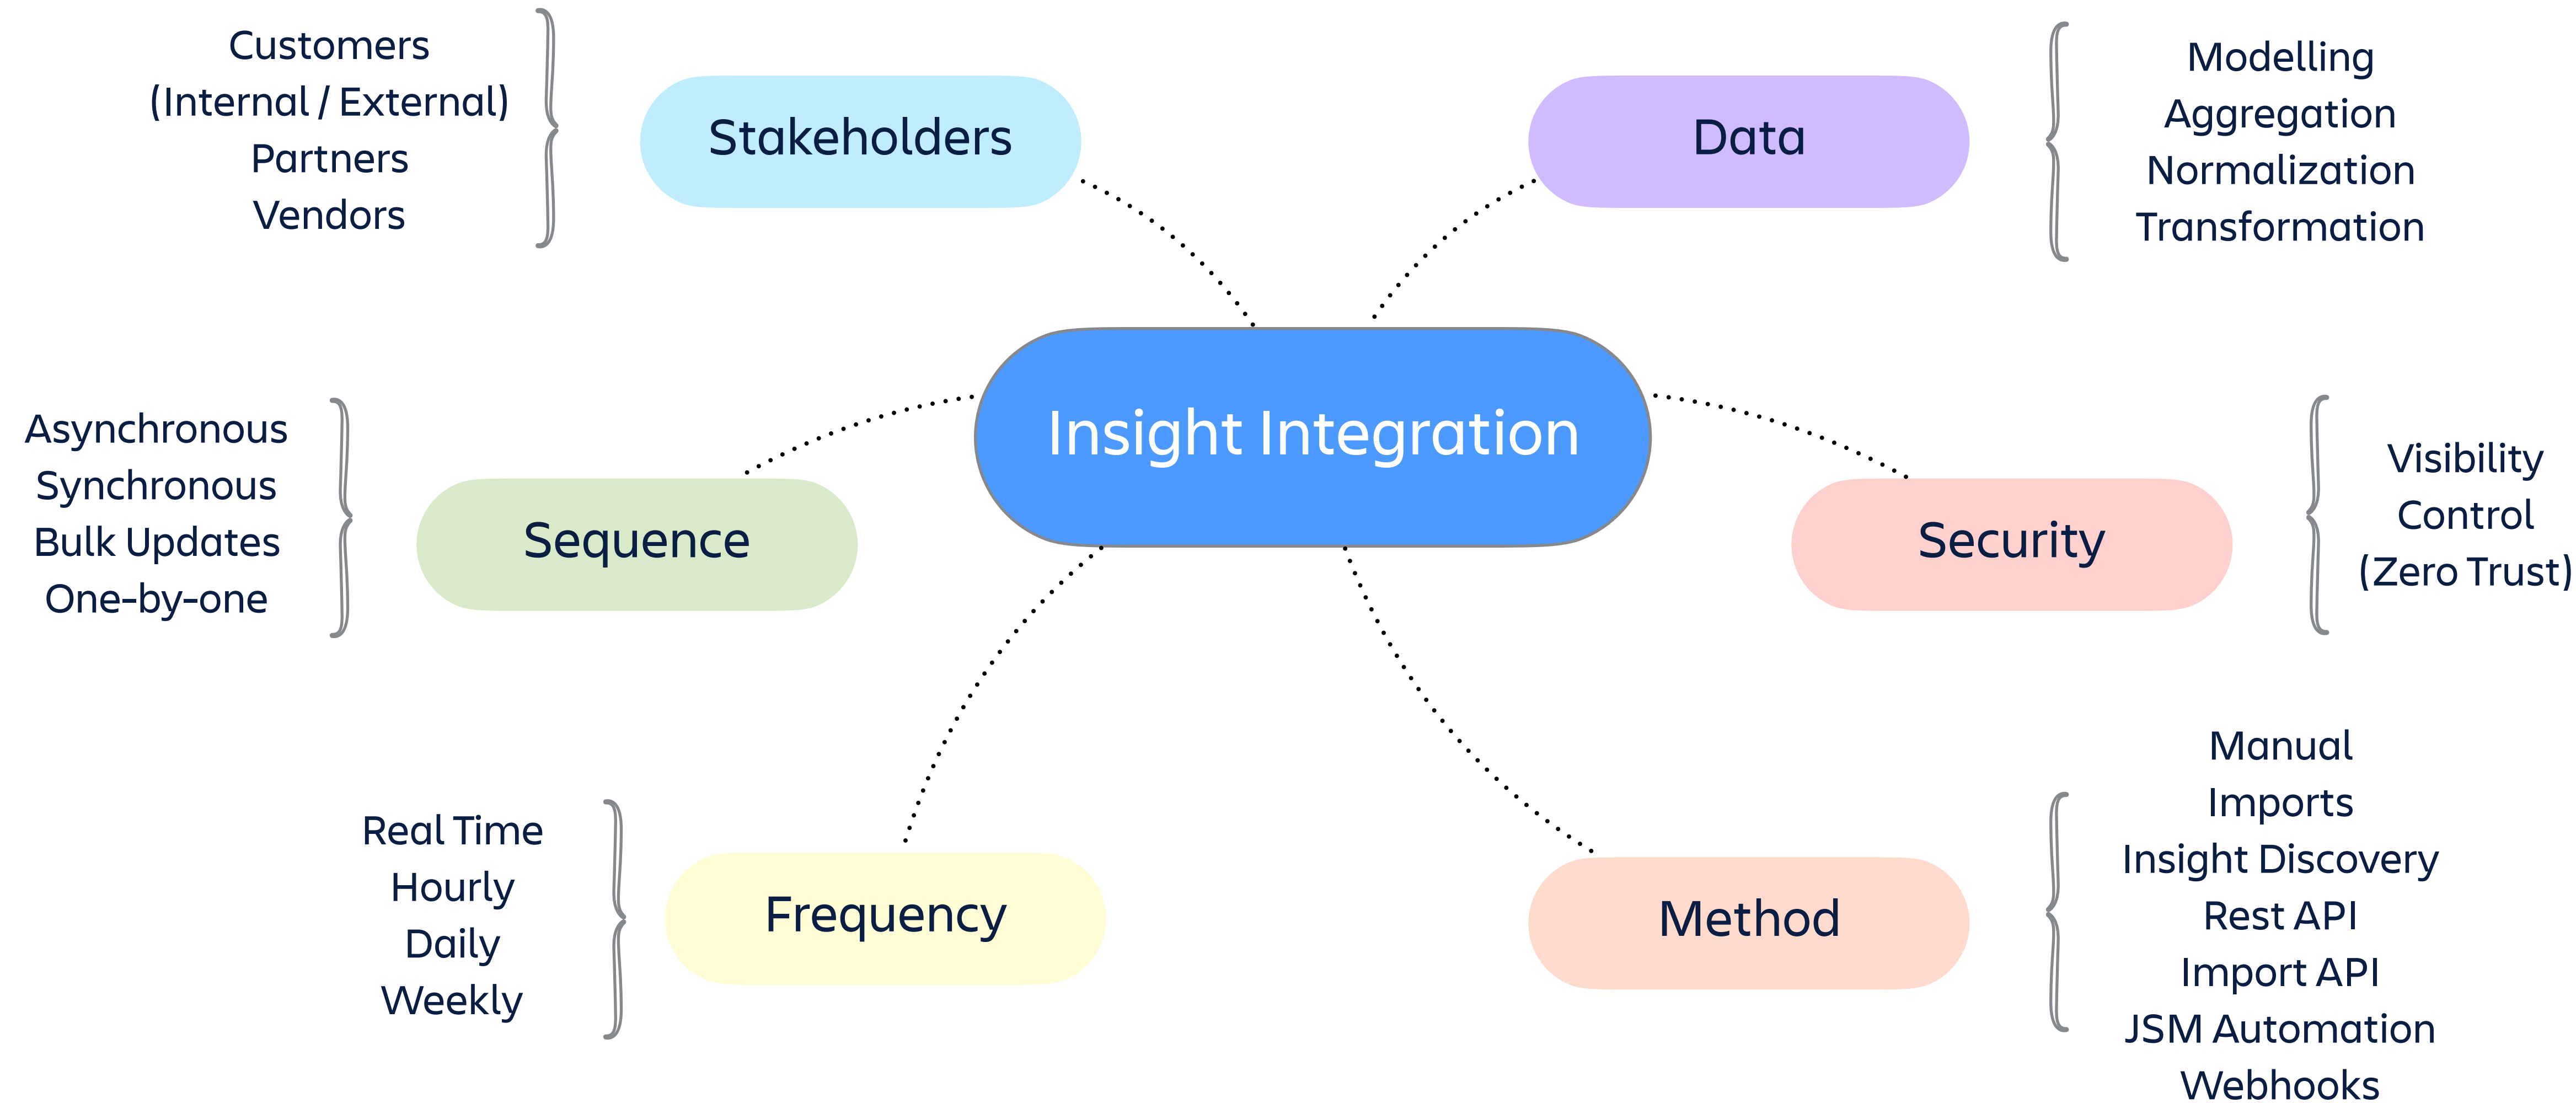 Customers
(Internal / External)
Partners
Vendors
Stakeholders
Data
Modelling
Aggregation
Normalization
Transformation
Insight Integration
Asynchronous
Synchronous
Bulk Updates
One-by-one
Sequence
Security
Visibility
Control
(Zero Trust)
Real Time
Hourly
Daily
Weekly
Frequency
Method
Manual
Imports
Insight Discovery
Rest API
Import API
JSM Automation
Webhooks